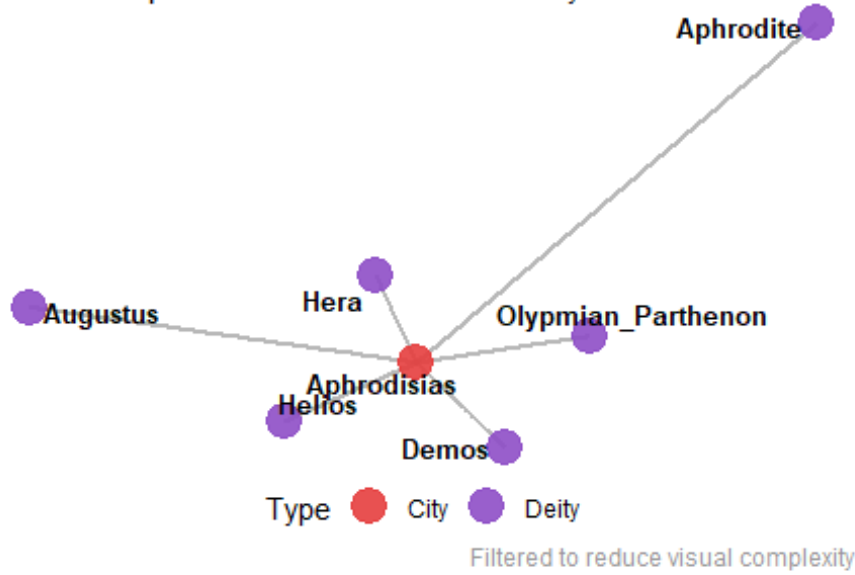 Aphrodite
Hera
Augustus
Olypmian_Parthenon
Aphrodisias
Helios
Demos
Type City Deity
Filtered to reduce visual complexity